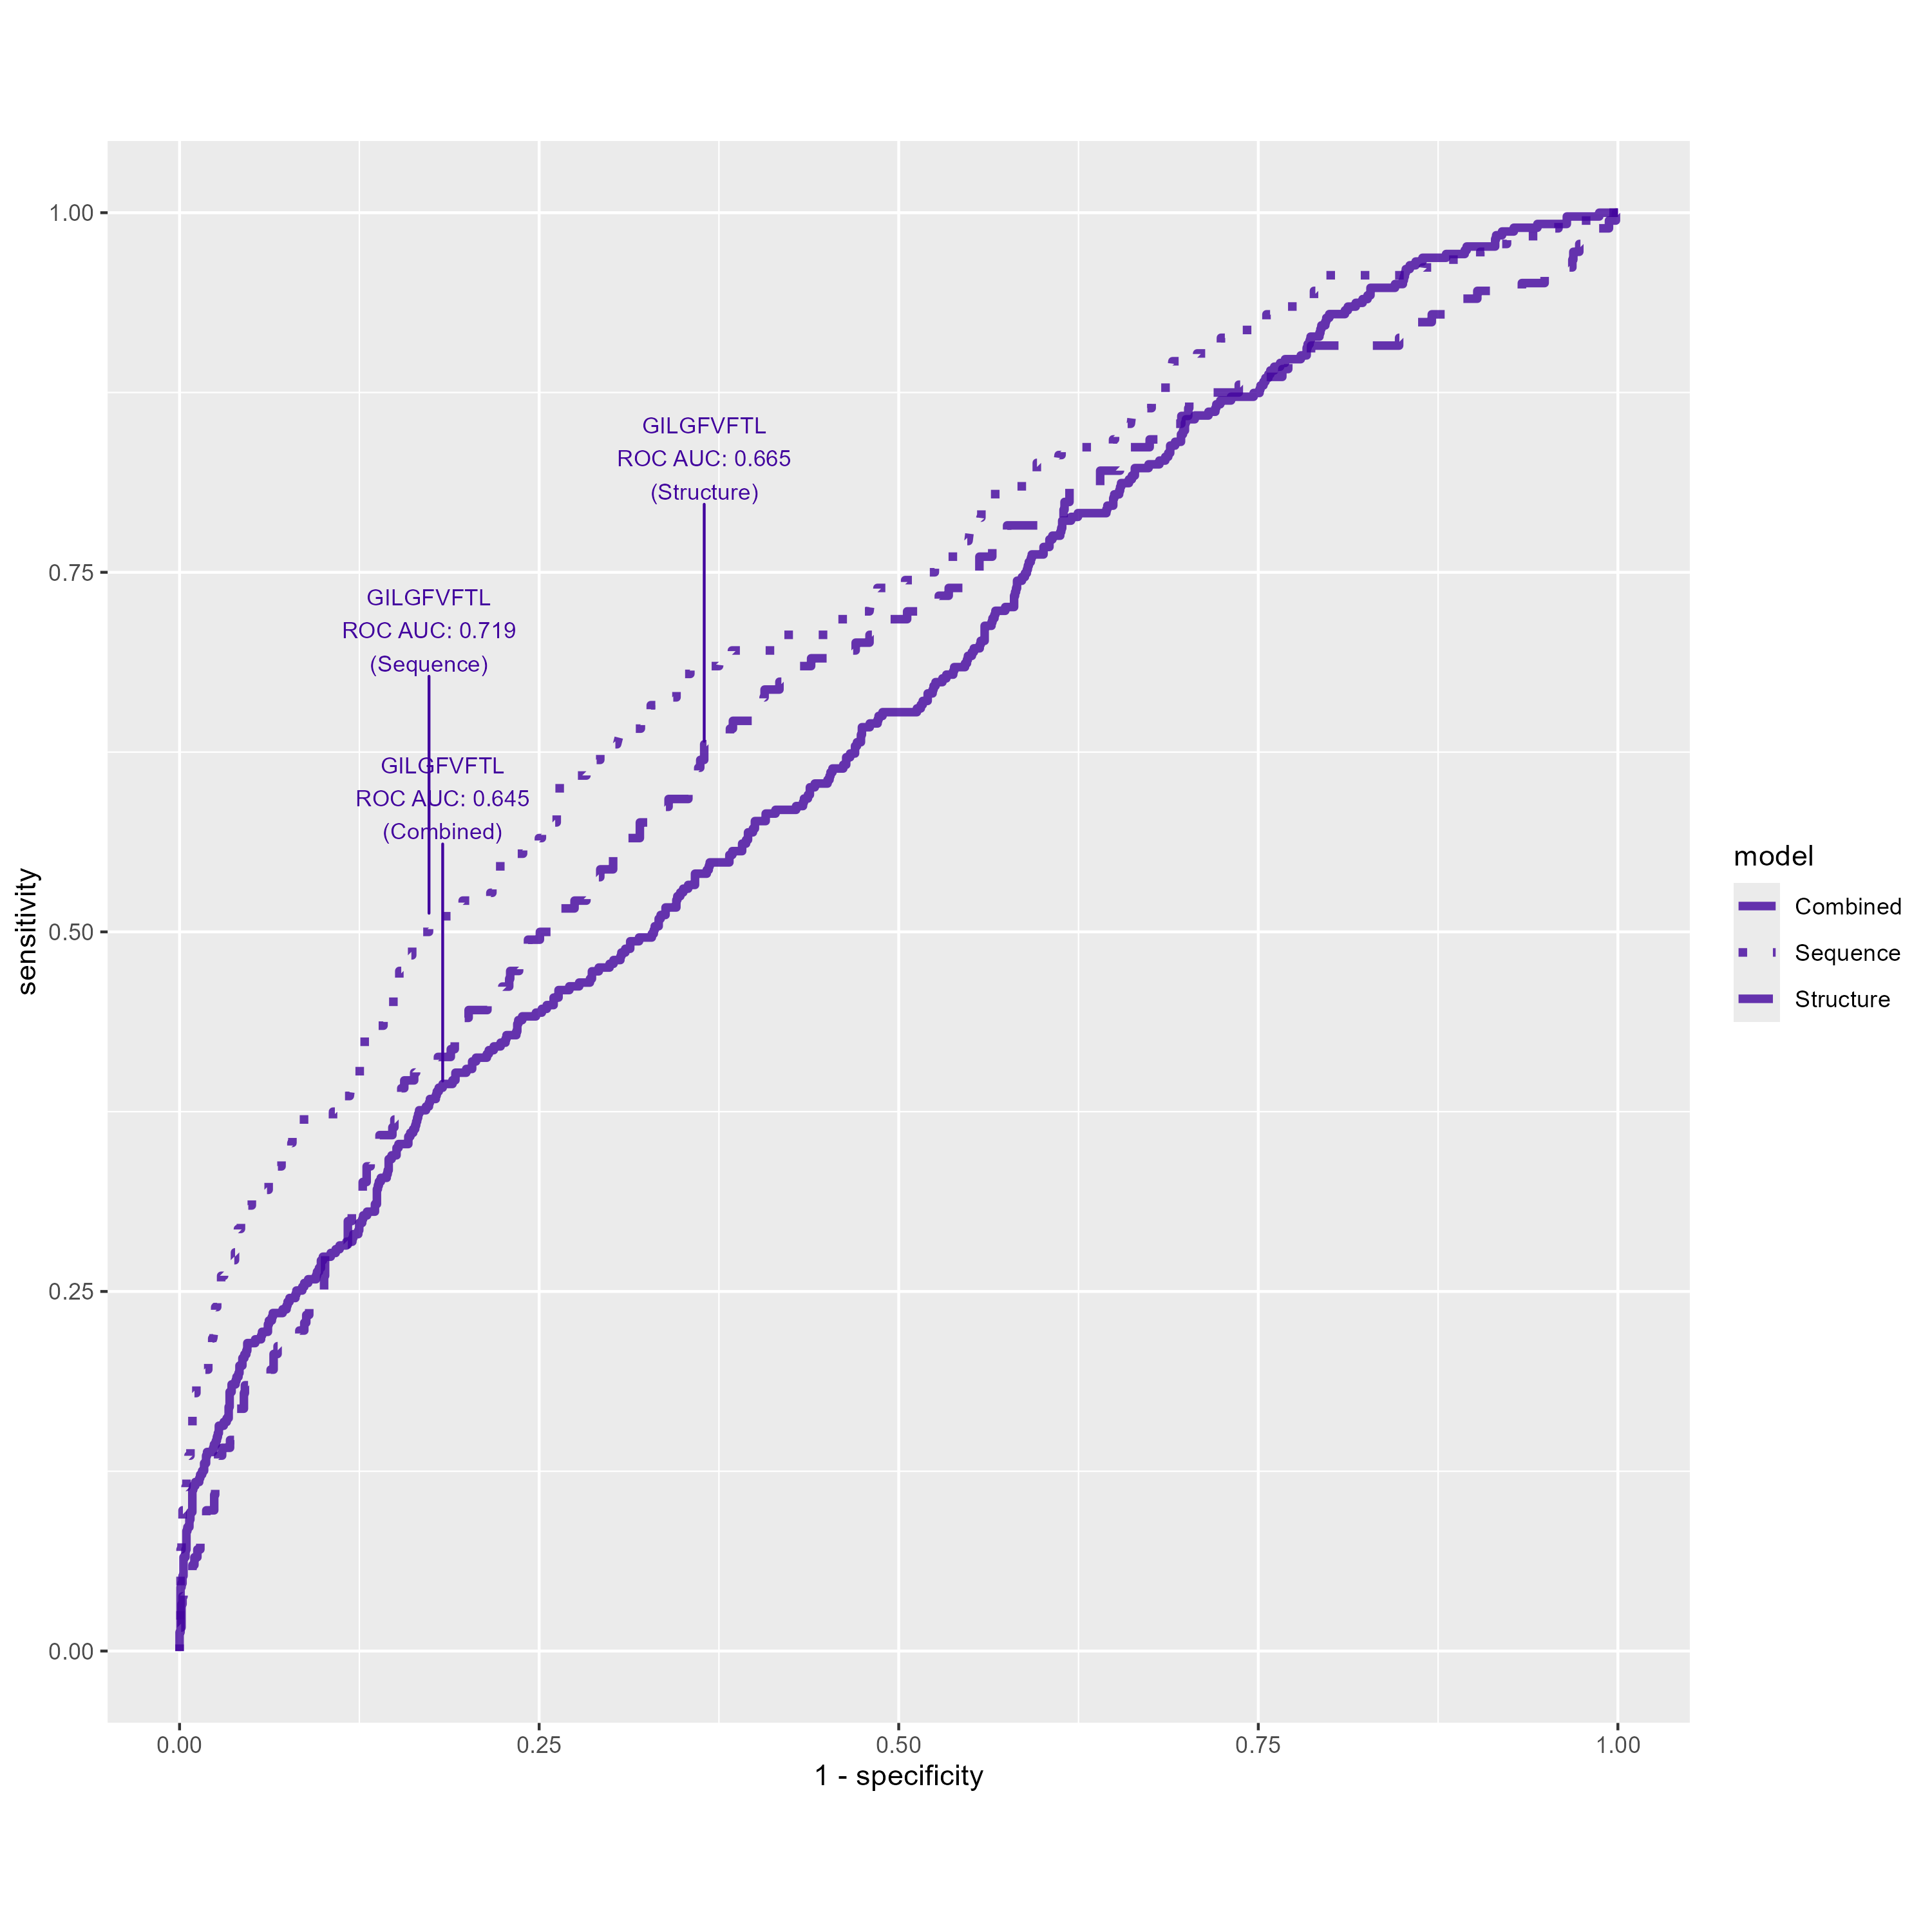 1.00
0.75
0.50
0.25
0.00
sensitivity
GILGFVFTL
ROC AUC: 0.665
(Structure)
GILGFVFTL
ROC AUC: 0.719
(Sequence)
GILGFVFTL
ROC AUC: 0.645
(Combined)
0.00
0.25
0.50
0.75
1.00
1 - specificity
model
Combined
Sequence
Structure